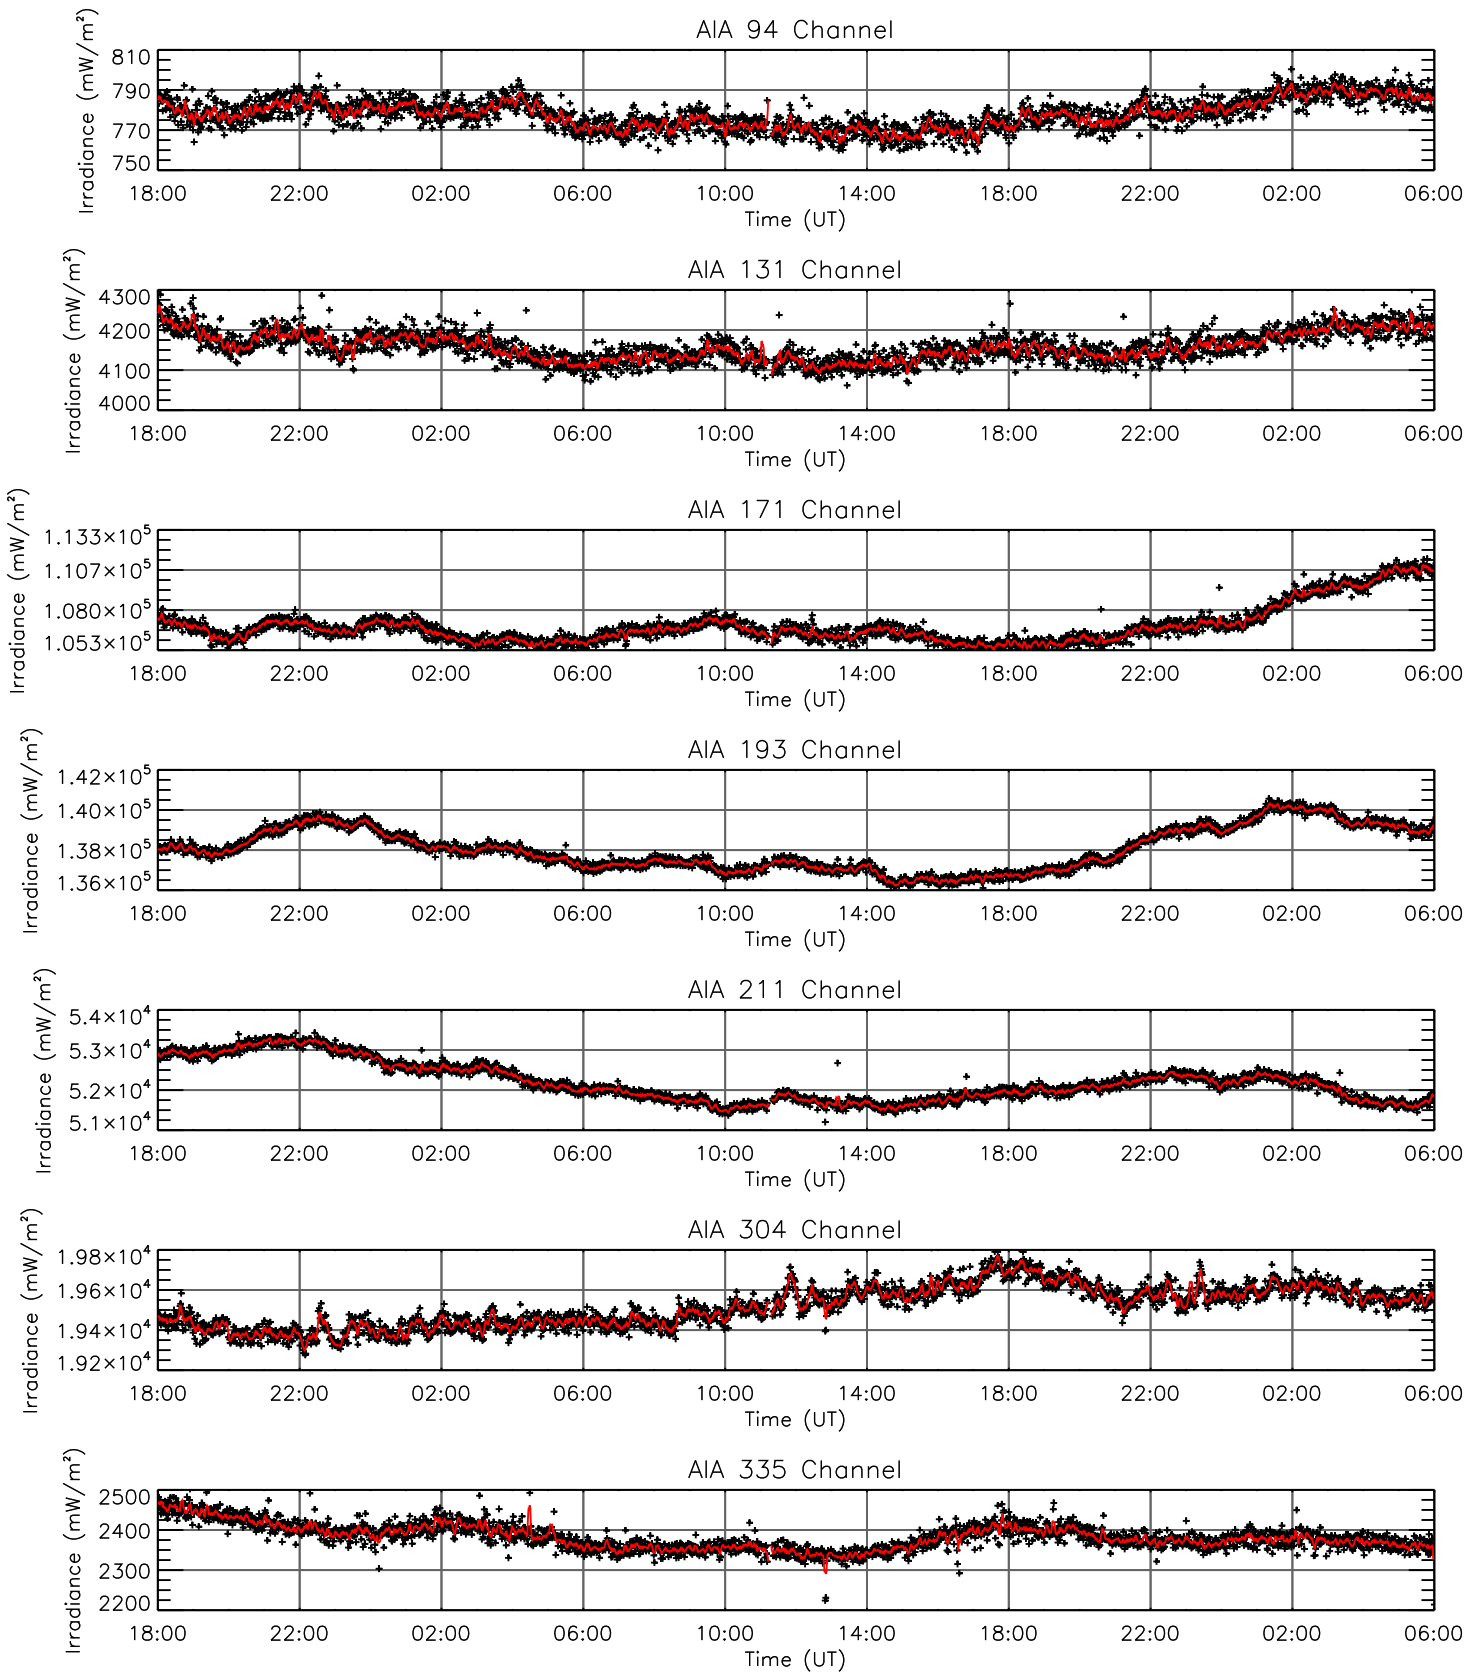 AIA 94 Channel
Irradiance (mW/m²)
810
790
770
750
18:00 22:00 02:00 06:00 10:00 14:00 18:00 22:00 02:00 06:00
Time (UT)
AIA 131 Channel
Irradiance (mW/m²)
4300
4200
4100
4000
18:00 22:00 02:00 06:00 10:00 14:00 18:00 22:00 02:00 06:00
Time (UT)
AIA 171 Channel
Irradiance (mW/m²)
1.133×10⁵
1.107×10⁵
1.080×10⁵
1.053×10⁵
18:00 22:00 02:00 06:00 10:00 14:00 18:00 22:00 02:00 06:00
Time (UT)
AIA 193 Channel
Irradiance (mW/m²)
1.42×10⁵
1.40×10⁵
1.38×10⁵
1.36×10⁵
18:00 22:00 02:00 06:00 10:00 14:00 18:00 22:00 02:00 06:00
Time (UT)
AIA 211 Channel
Irradiance (mW/m²)
5.4×10⁴
5.3×10⁴
5.2×10⁴
5.1×10⁴
18:00 22:00 02:00 06:00 10:00 14:00 18:00 22:00 02:00 06:00
Time (UT)
AIA 304 Channel
Irradiance (mW/m²)
1.98×10⁴
1.96×10⁴
1.94×10⁴
1.92×10⁴
18:00 22:00 02:00 06:00 10:00 14:00 18:00 22:00 02:00 06:00
Time (UT)
AIA 335 Channel
Irradiance (mW/m²)
2500
2400
2300
2200
18:00 22:00 02:00 06:00 10:00 14:00 18:00 22:00 02:00 06:00
Time (UT)